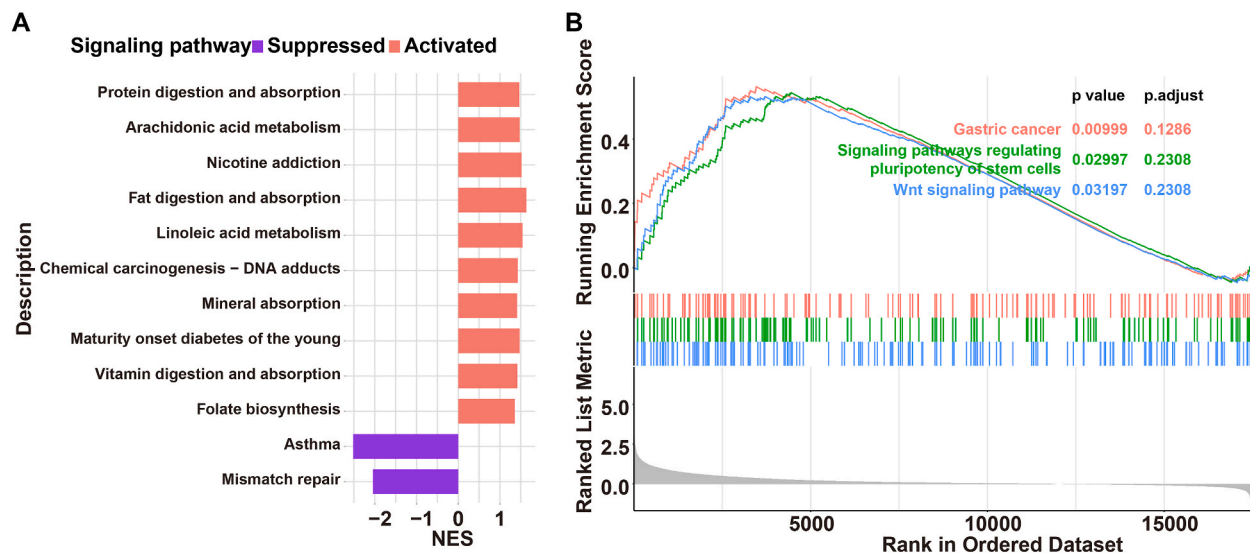 A
Signaling pathway Suppressed Activated
Description
Protein digestion and absorption
Arachidonic acid metabolism
Nicotine addiction
Fat digestion and absorption
Linoleic acid metabolism
Chemical carcinogenesis − DNA adducts
Mineral absorption
Maturity onset diabetes of the young
Vitamin digestion and absorption
Folate biosynthesis
Asthma
Mismatch repair
−2 −1 0 1
NES
B
Running Enrichment Score
0.4
0.2
0.0
p value p.adjust
Gastric cancer 0.00999 0.1286
Signaling pathways regulating
pluripotency of stem cells 0.02997 0.2308
Wnt signaling pathway 0.03197 0.2308
Ranked List Metric
5.0
2.5
0.0
5000 10000 15000
Rank in Ordered Dataset